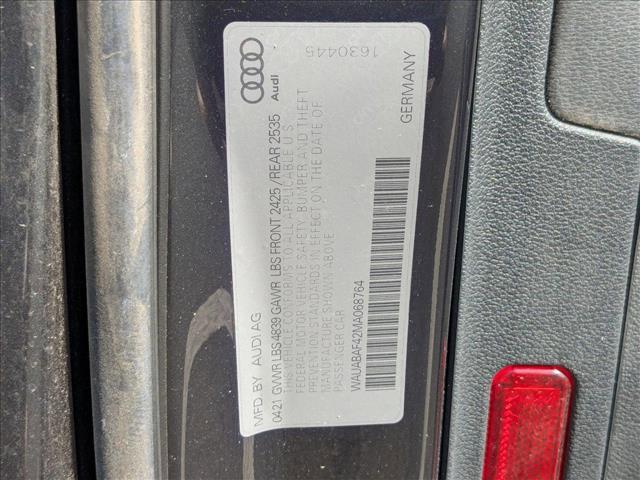 MFD. BY AUDI AG
0421 GVWR LBS 4839 GAWR LBS FRONT 2425 / REAR 2535
THIS VEHICLE CONFORMS TO ALL APPLICABLE U S
FEDERAL MOTOR VEHICLE SAFETY, BUMPER AND THEFT
PREVENTION STANDARDS IN EFFECT ON THE DATE OF
MANUFACTURE SHOWN ABOVE
PASSENGER CAR
WAUABAF42MA068764
Audi
1630445
GERMANY